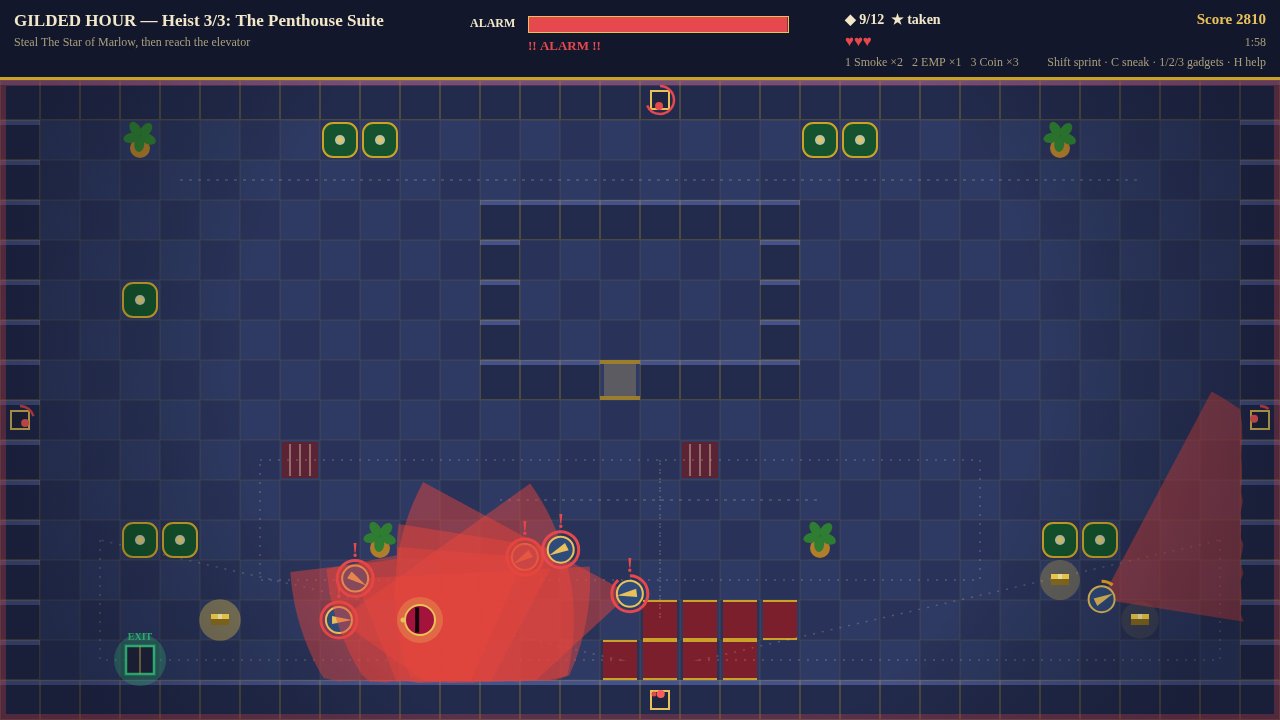 GILDED HOUR — Heist 3/3: The Penthouse Suite
Steal The Star of Marlow, then reach the elevator
ALARM
!! ALARM !!
◆ 9/12 ★ taken
Score 2810
♥♥♥
1:58
1 Smoke ×2 2 EMP ×1 3 Coin ×3
Shift sprint · C sneak · 1/2/3 gadgets · H help
!
!
!
!
EXIT